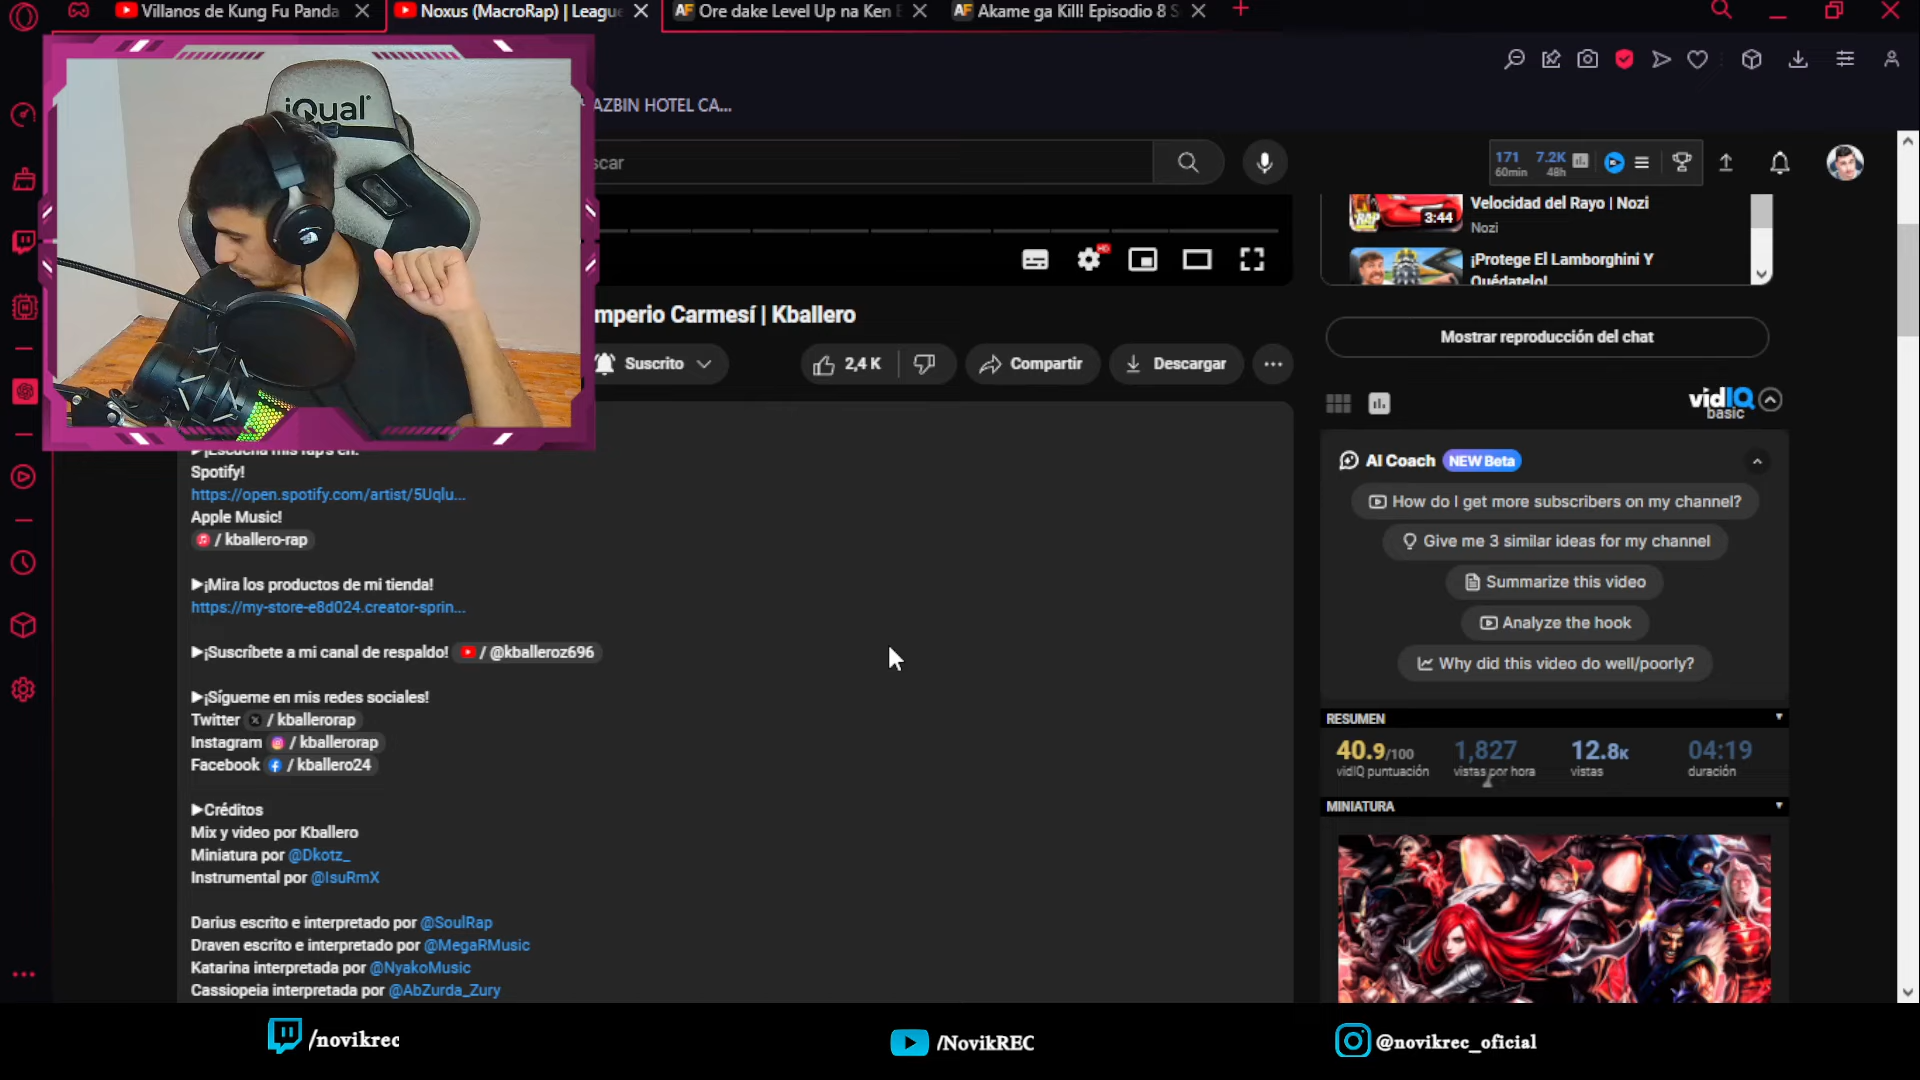 Villanos de Kung Fu Panda
Noxus (MacroRap) | League
Ore dake Level Up na Ken
Akame ga Kill! Episodio 8 S
AZBIN HOTEL CA...
iQual
scar
171
60min
7.2K
48h
Velocidad del Rayo | Nozi
Nozi
3:44
¡Protege El Lamborghini Y
Quédatelo!
HD
mperio Carmesí | Kballero
Suscrito
2,4 K
Compartir
Descargar
Mostrar reproducción del chat
vidIQ
basic
AI Coach NEW Beta
How do I get more subscribers on my channel?
Give me 3 similar ideas for my channel
Summarize this video
Analyze the hook
Why did this video do well/poorly?
RESUMEN
40.9/100
vidIQ puntuación
1,827
vistas por hora
12.8K
vistas
04:19
duración
MINIATURA
▶¡Escucha mis rap's en:
Spotify!
https://open.spotify.com/artist/5Uqlu...
Apple Music!
/ kballero-rap
▶¡Mira los productos de mi tienda!
https://my-store-e8d024.creator-sprin...
▶¡Suscríbete a mi canal de respaldo! / @kballeroz696
▶¡Sígueme en mis redes sociales!
Twitter / kballerorap
Instagram / kballerorap
Facebook / kballero24
▶Créditos
Mix y video por Kballero
Miniatura por @Dkotz_
Instrumental por @IsuRmX
Darius escrito e interpretado por @SoulRap
Draven escrito e interpretado por @MegaRMusic
Katarina interpretada por @NyakoMusic
Cassiopeia interpretada por @AbZurda_Zury
/novikrec
/NovikREC
@novikrec_oficial